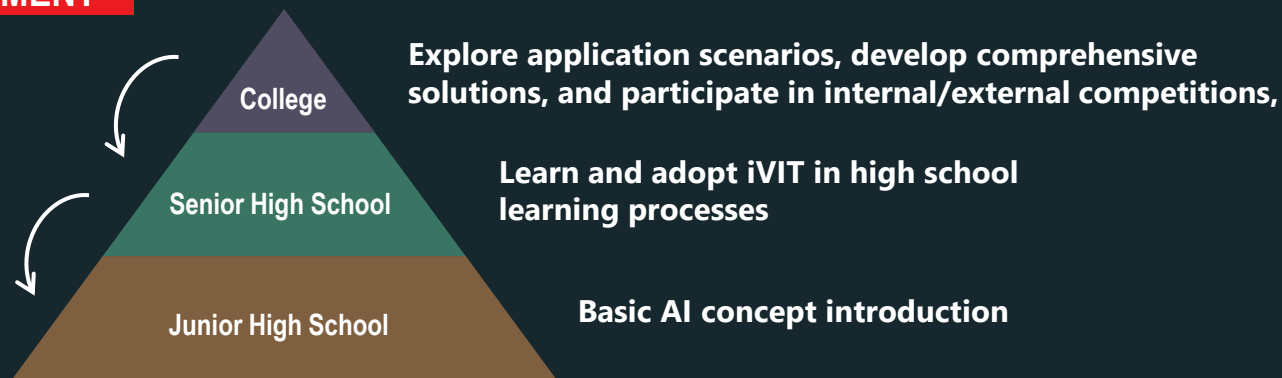 College
Explore application scenarios, develop comprehensive
solutions, and participate in internal/external competitions,
Senior High School
Learn and adopt iVIT in high school
learning processes
Junior High School
Basic AI concept introduction